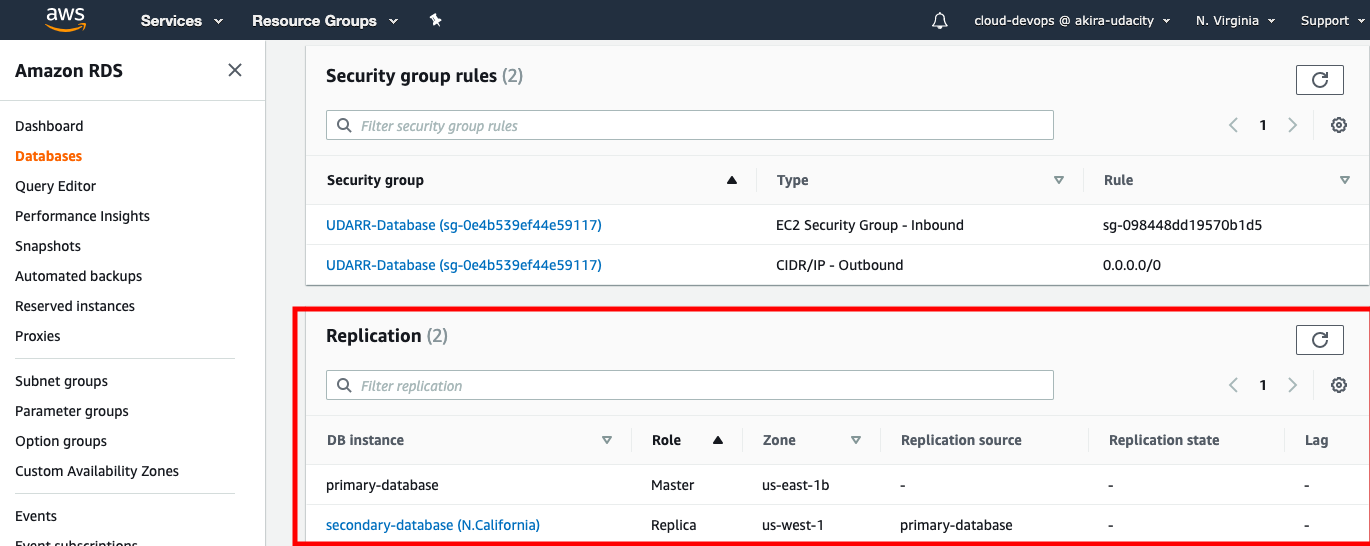 aws Services Resource Groups cloud-devops @ akira-udacity N. Virginia Support
Amazon RDS
Dashboard
Databases
Query Editor
Performance Insights
Snapshots
Automated backups
Reserved instances
Proxies
Subnet groups
Parameter groups
Option groups
Custom Availability Zones
Events
Event subscriptions
Security group rules (2)
Filter security group rules
1
Security group Type Rule
UDARR-Database (sg-0e4b539ef44e59117) EC2 Security Group - Inbound sg-098448dd19570b1d5
UDARR-Database (sg-0e4b539ef44e59117) CIDR/IP - Outbound 0.0.0.0/0
Replication (2)
Filter replication
1
DB instance Role Zone Replication source Replication state Lag
primary-database Master us-east-1b - - -
secondary-database (N.California) Replica us-west-1 primary-database - -